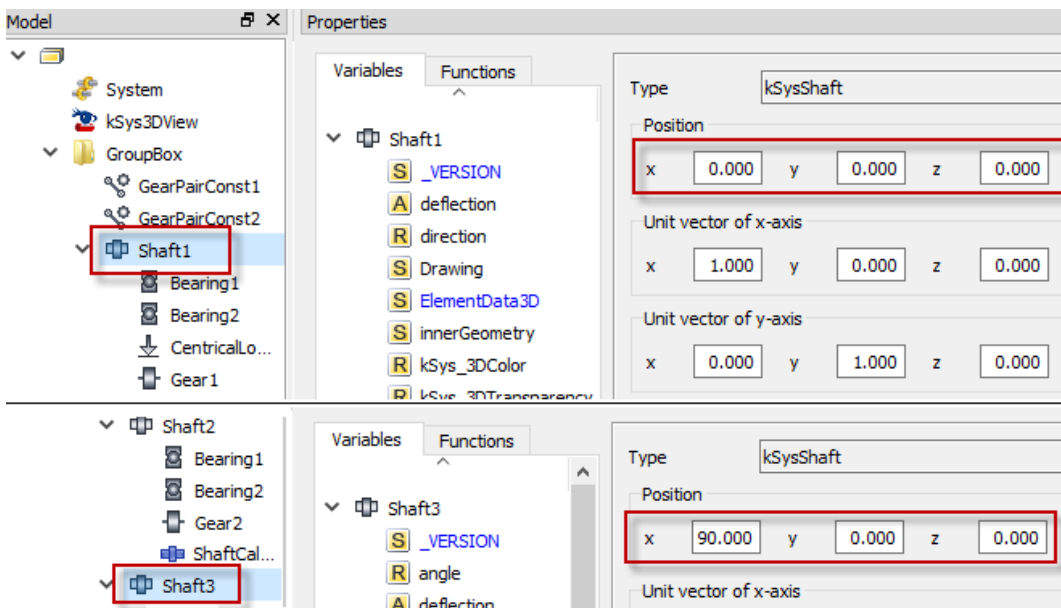 Model
Properties
System
kSys3DView
GroupBox
GearPairConst1
GearPairConst2
Shaft1
Bearing1
Bearing2
CentricalLo...
Gear1
Variables Functions
Shaft1
S _VERSION
A deflection
R direction
S Drawing
S ElementData3D
S innerGeometry
R kSys_3DColor
R kSys_3DTransparency
Type kSysShaft
Position
x 0.000 y 0.000 z 0.000
Unit vector of x-axis
x 1.000 y 0.000 z 0.000
Unit vector of y-axis
x 0.000 y 1.000 z 0.000
Shaft2
Bearing1
Bearing2
Gear2
ShaftCal...
Shaft3
Variables Functions
Shaft3
S _VERSION
R angle
A deflection
Type kSysShaft
Position
x 90.000 y 0.000 z 0.000
Unit vector of x-axis